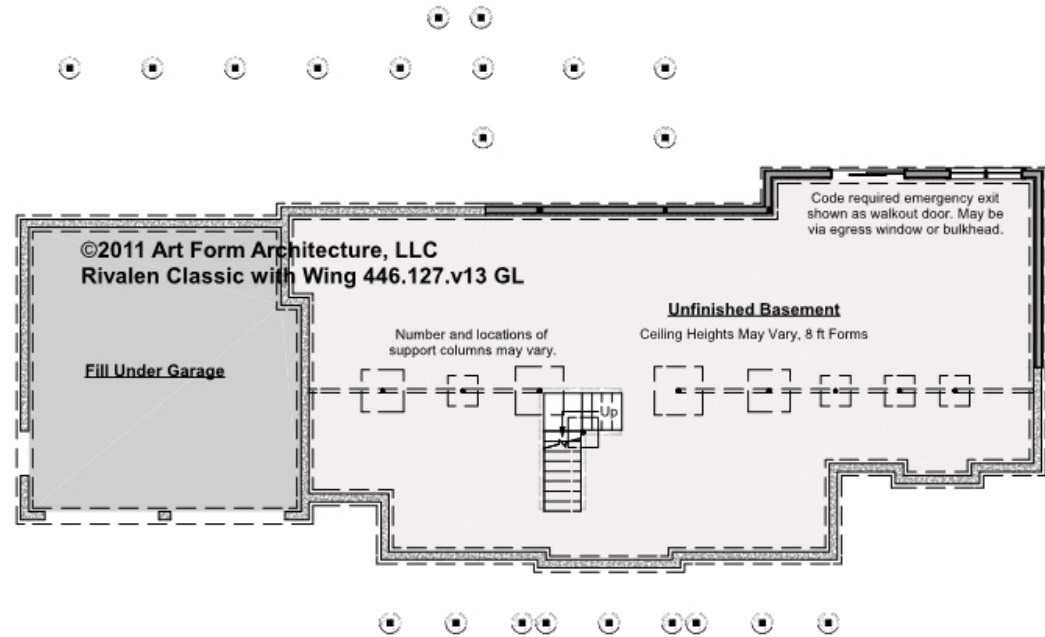 Code required emergency exit
shown as walkout door. May be
via egress window or bulkhead.
©2011 Art Form Architecture, LLC
Rivalen Classic with Wing 446.127.v13 GL
Unfinished Basement
Ceiling Heights May Vary, 8 ft Forms
Number and locations of
support columns may vary.
Fill Under Garage
Up